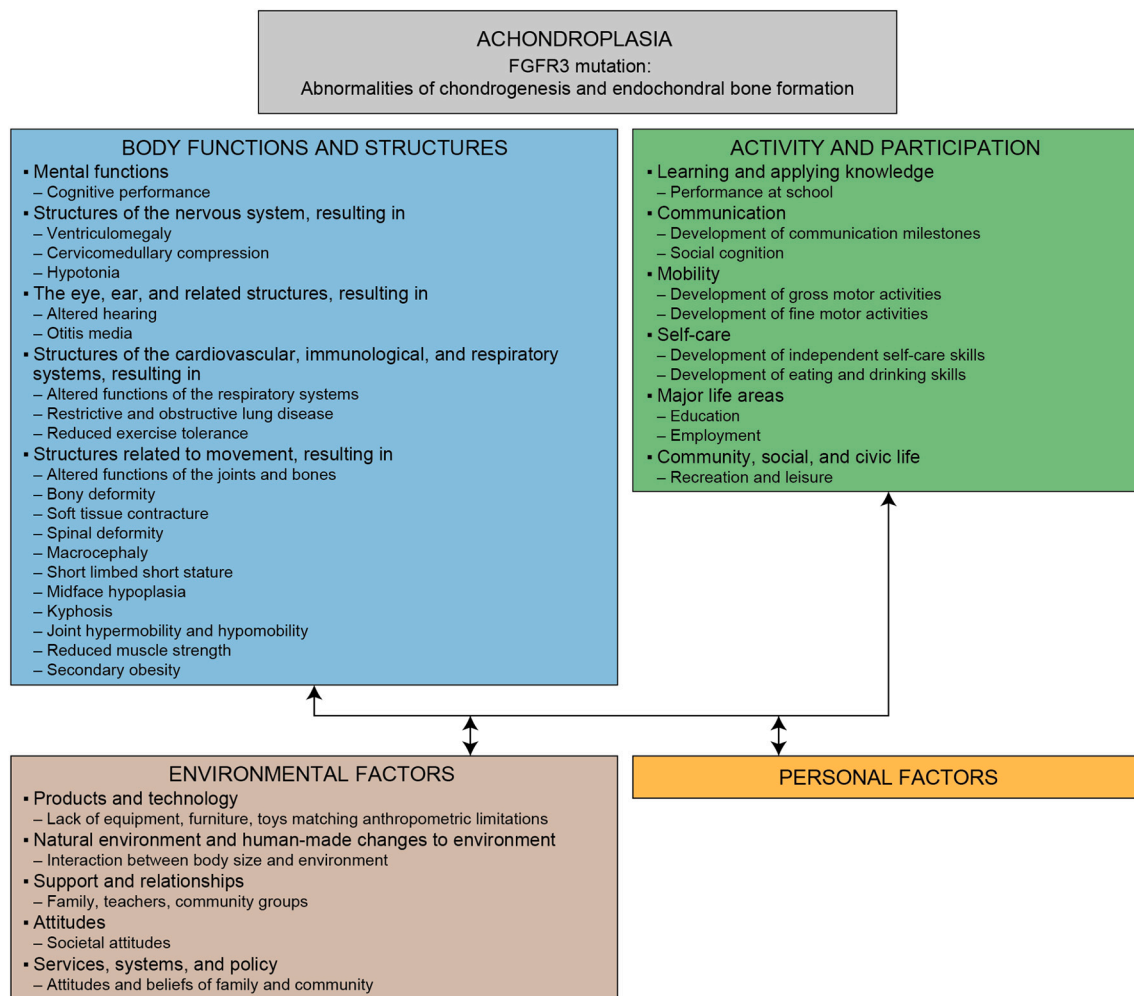 ACHONDROPLASIA
FGFR3 mutation:
Abnormalities of chondrogenesis and endochondral bone formation
BODY FUNCTIONS AND STRUCTURES
▪ Mental functions
– Cognitive performance
▪ Structures of the nervous system, resulting in
– Ventriculomegaly
– Cervicomedullary compression
– Hypotonia
▪ The eye, ear, and related structures, resulting in
– Altered hearing
– Otitis media
▪ Structures of the cardiovascular, immunological, and respiratory
systems, resulting in
– Altered functions of the respiratory systems
– Restrictive and obstructive lung disease
– Reduced exercise tolerance
▪ Structures related to movement, resulting in
– Altered functions of the joints and bones
– Bony deformity
– Soft tissue contracture
– Spinal deformity
– Macrocephaly
– Short limbed short stature
– Midface hypoplasia
– Kyphosis
– Joint hypermobility and hypomobility
– Reduced muscle strength
– Secondary obesity
ACTIVITY AND PARTICIPATION
▪ Learning and applying knowledge
– Performance at school
▪ Communication
– Development of communication milestones
– Social cognition
▪ Mobility
– Development of gross motor activities
– Development of fine motor activities
▪ Self-care
– Development of independent self-care skills
– Development of eating and drinking skills
▪ Major life areas
– Education
– Employment
▪ Community, social, and civic life
– Recreation and leisure
ENVIRONMENTAL FACTORS
▪ Products and technology
– Lack of equipment, furniture, toys matching anthropometric limitations
▪ Natural environment and human-made changes to environment
– Interaction between body size and environment
▪ Support and relationships
– Family, teachers, community groups
▪ Attitudes
– Societal attitudes
▪ Services, systems, and policy
– Attitudes and beliefs of family and community
PERSONAL FACTORS